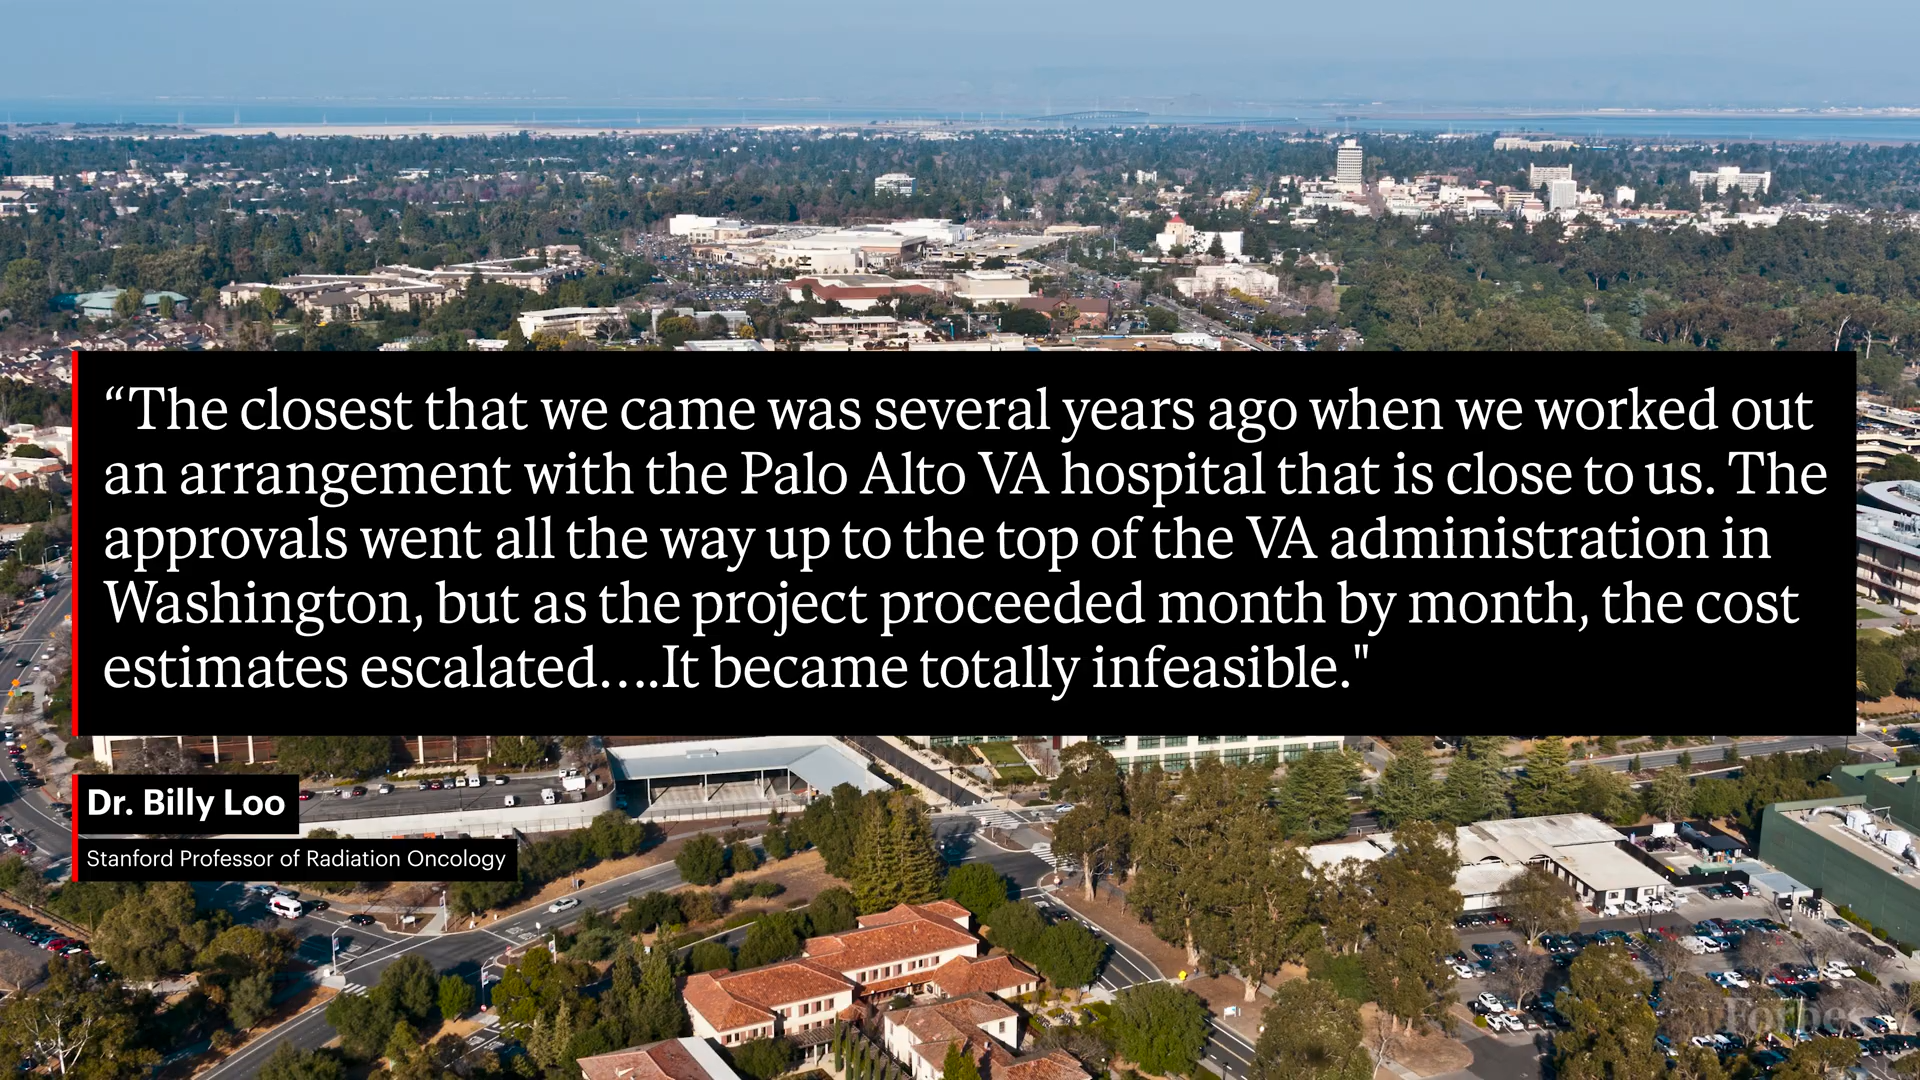 “The closest that we came was several years ago when we worked out
an arrangement with the Palo Alto VA hospital that is close to us. The
approvals went all the way up to the top of the VA administration in
Washington, but as the project proceeded month by month, the cost
estimates escalated….It became totally infeasible."
Dr. Billy Loo
Stanford Professor of Radiation Oncology
Forbes